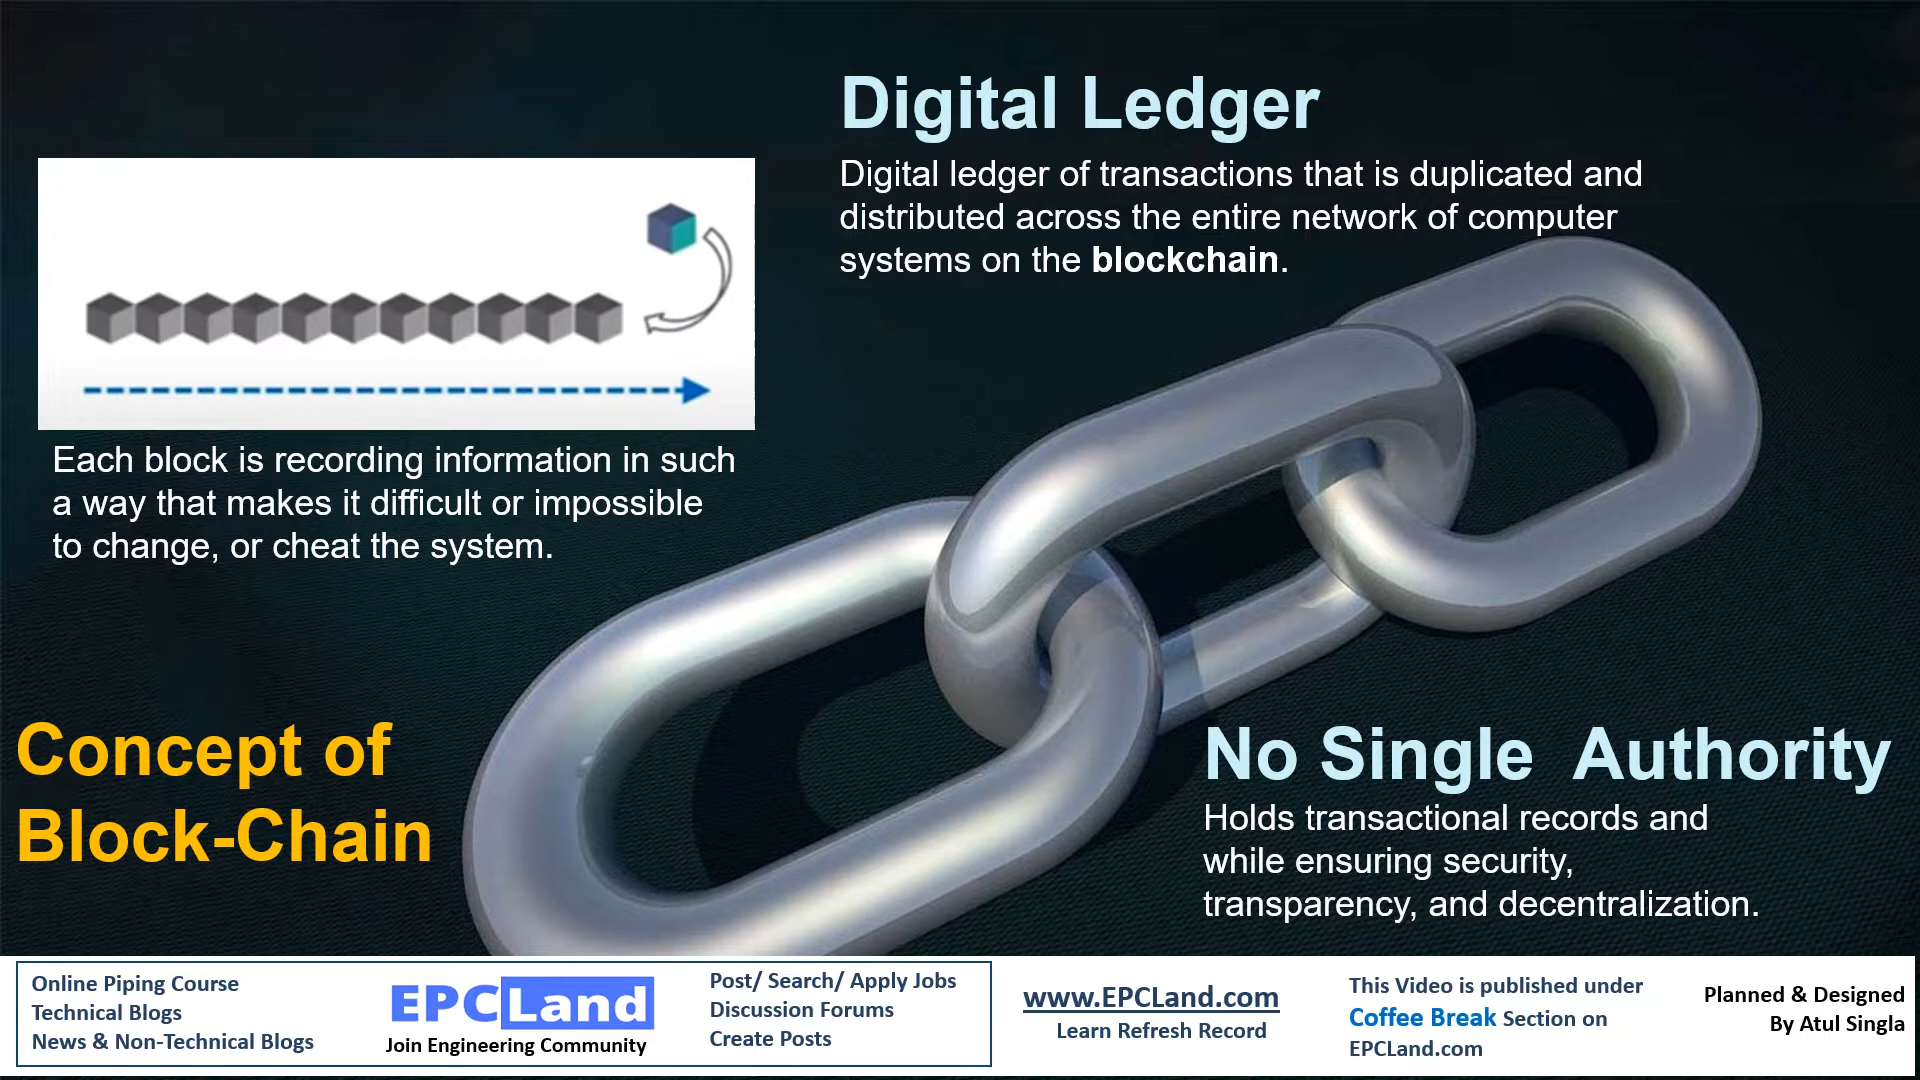 Digital Ledger
Digital ledger of transactions that is duplicated and
distributed across the entire network of computer
systems on the blockchain.
Each block is recording information in such
a way that makes it difficult or impossible
to change, or cheat the system.
Concept of
Block-Chain
No Single Authority
Holds transactional records and
while ensuring security,
transparency, and decentralization.
Online Piping Course
Technical Blogs
News & Non-Technical Blogs
EPCLand
Join Engineering Community
Post/ Search/ Apply Jobs
Discussion Forums
Create Posts
www.EPCLand.com
Learn Refresh Record
This Video is published under
Coffee Break Section on
EPCLand.com
Planned & Designed
By Atul Singla